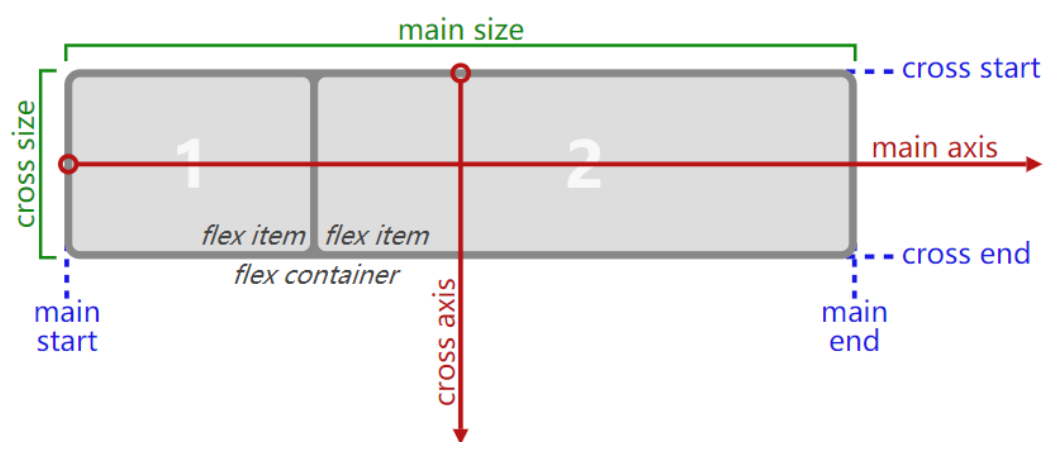 main size
cross start
cross size
main axis
1
2
flex item
flex item
cross end
flex container
cross axis
main
start
main
end